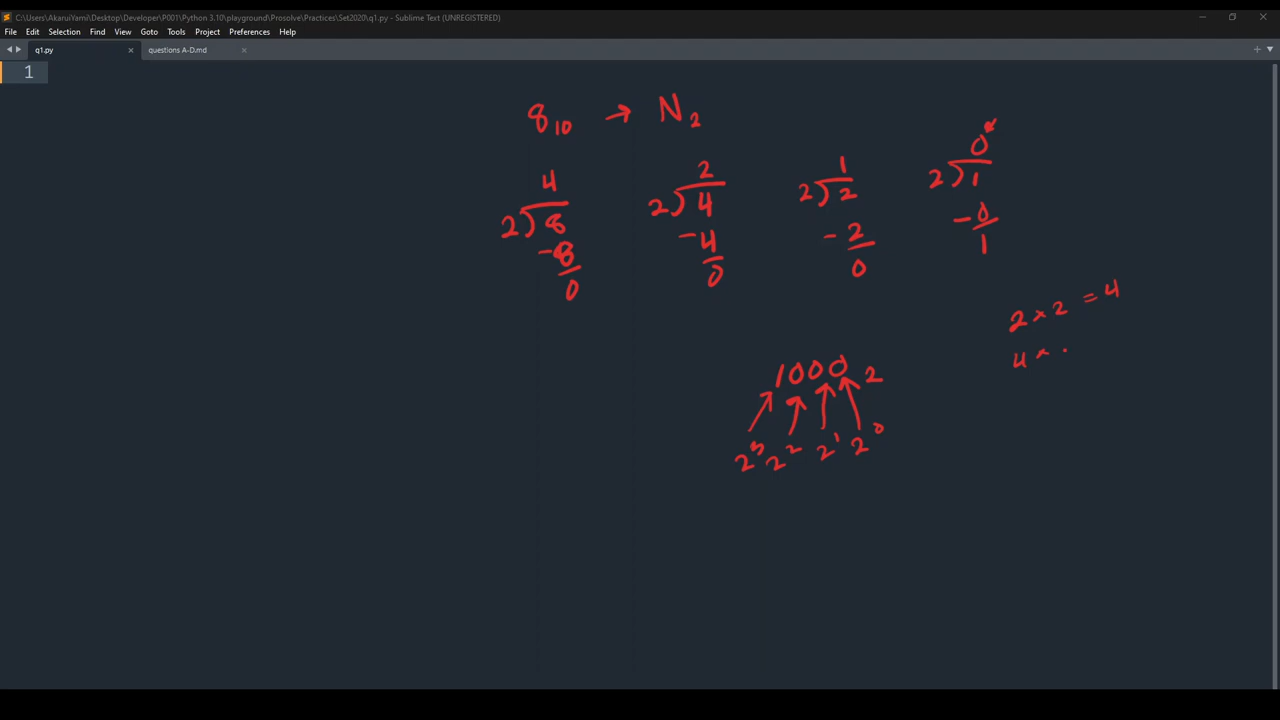 C:\Users\AkaruiYami\Desktop\Developer\P001\Python 3.10\playground\Prosolve\Practices\Set2020\q1.py - Sublime Text (UNREGISTERED)
File Edit Selection Find View Goto Tools Project Preferences Help
q1.py questions A-D.md
1
8₁₀ → N₂
4 2 1 0
2)8 2)4 2)2 2)1
-8 -4 -2 -0
0 0 0 1
2 × 2 = 4
4 ×
1000₂
2³ 2² 2¹ 2⁰